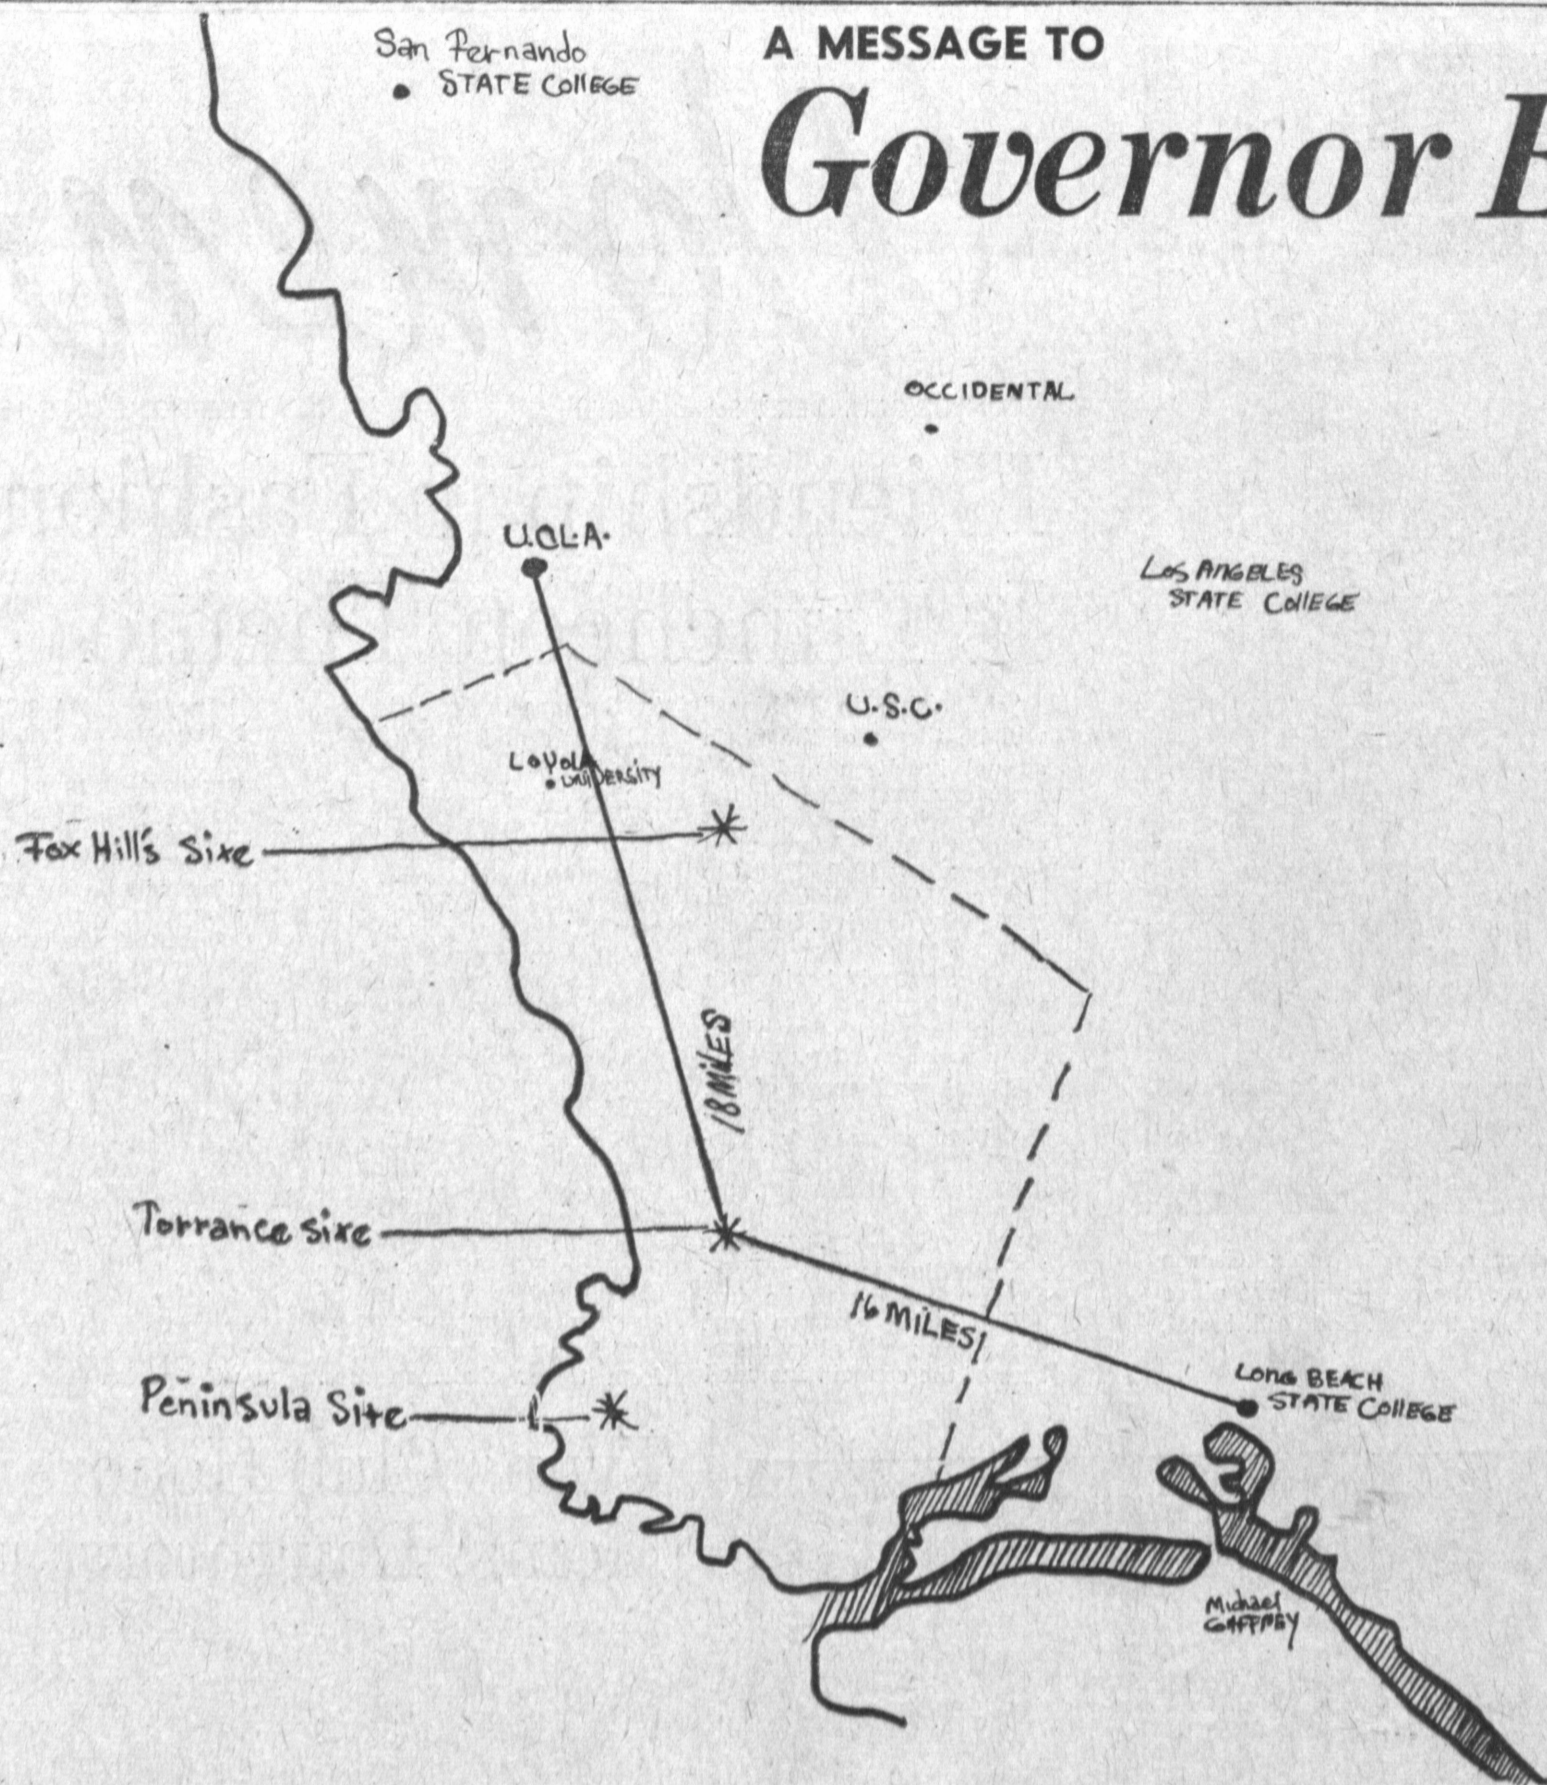 San Fernando
STATE COllEGE
A MESSAGE TO
Governor
OCCIDENTAL
U.C.L.A.
LOS ANGELES
STATE COllEGE
U.S.C.
LOYOLA
UNIVERSITY
Fox Hill's Site
18 MILES
Torrance site
16 MILES
Peninsula Site
LONG BEACH
STATE COllEGE
Michael
GAFFNEY